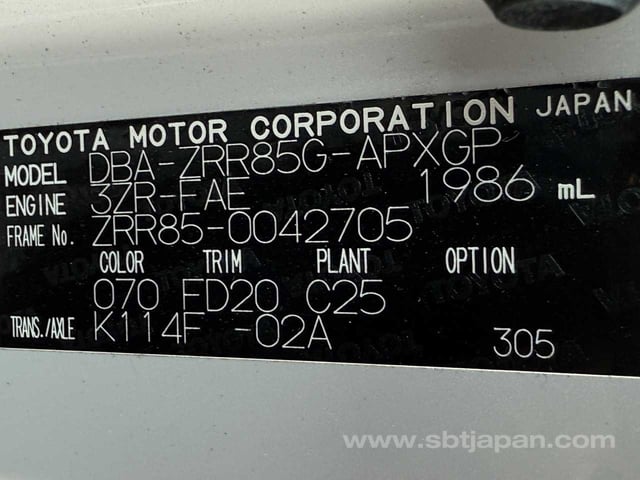 TOYOTA MOTOR CORPORATION JAPAN
MODEL DBA-ZRR85G-APXGP
ENGINE 3ZR-FAE 1986 mL
FRAME No. ZRR85-0042705
COLOR TRIM PLANT OPTION
070 FD20 C25
TRANS./AXLE K114F -02A 305
www.sbtjapan.com